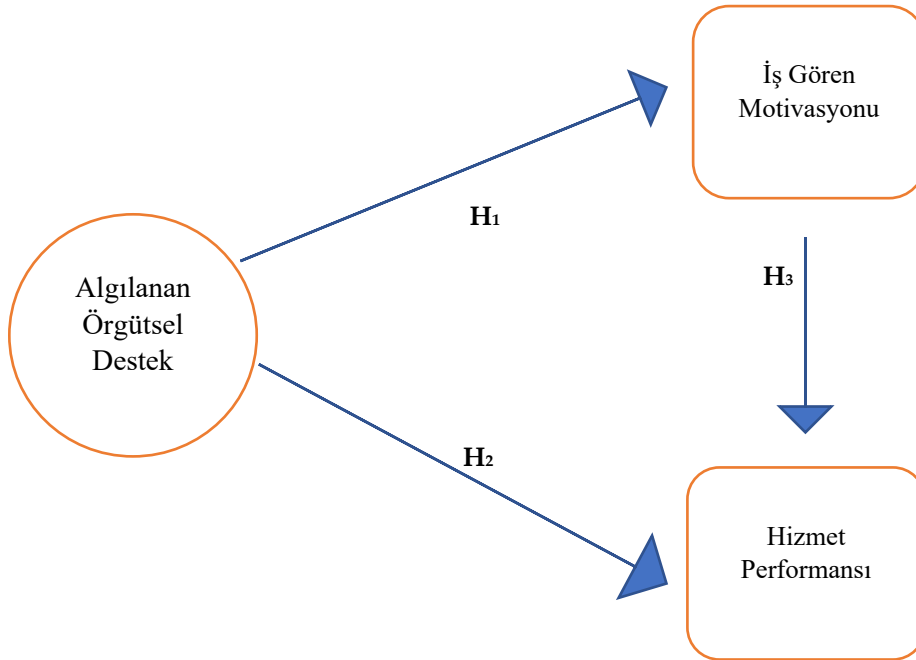 İş Gören
Motivasyonu
H₁
Algılanan
Örgütsel
Destek
H₃
H₂
Hizmet
Performansı